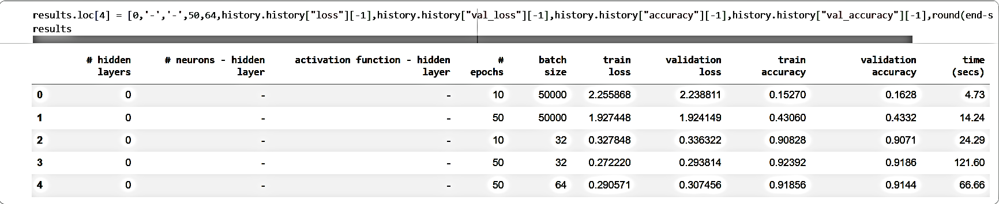 results.loc[4] = [0,'-','-',50,64,history.history["loss"][-1],history.history["val_loss"][-1],history.history["accuracy"][-1],history.history["val_accuracy"][-1],round(end-s
results
# hidden layers # neurons - hidden layer activation function - hidden layer # epochs batch size train loss validation loss train accuracy validation accuracy time (secs)
0 0 - - 10 50000 2.255868 2.238811 0.15270 0.1628 4.73
1 0 - - 50 50000 1.927448 1.924149 0.43060 0.4332 14.24
2 0 - - 10 32 0.327848 0.336322 0.90828 0.9071 24.29
3 0 - - 50 32 0.272220 0.293814 0.92392 0.9186 121.60
4 0 - - 50 64 0.290571 0.307456 0.91856 0.9144 66.66